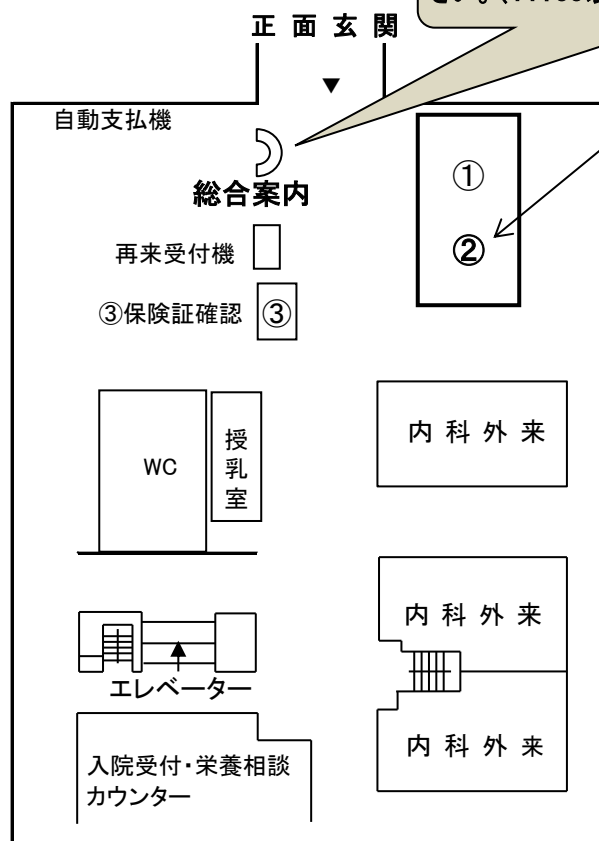 正 面 玄 関
▼
自動支払機
総合案内
①
②
再来受付機
③保険証確認
③
WC
授乳室
内 科 外 来
内 科 外 来
エレベーター
内 科 外 来
入院受付・栄養相談
カウンター